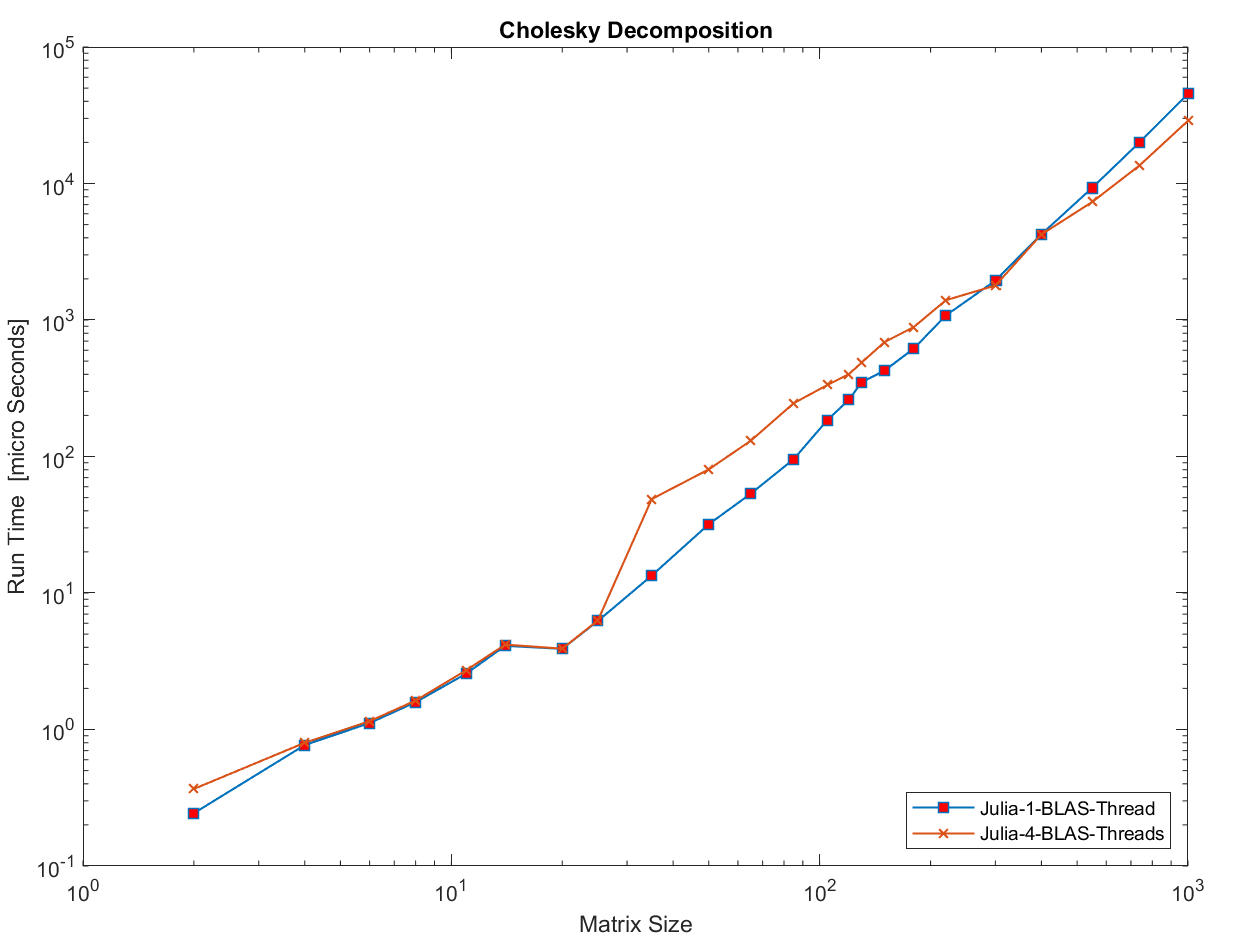 Cholesky Decomposition
10^5
10^4
10^3
10^2
10^1
10^0
10^-1
Run Time [micro Seconds]
10^0 10^1 10^2 10^3
Matrix Size
Julia-1-BLAS-Thread
Julia-4-BLAS-Threads